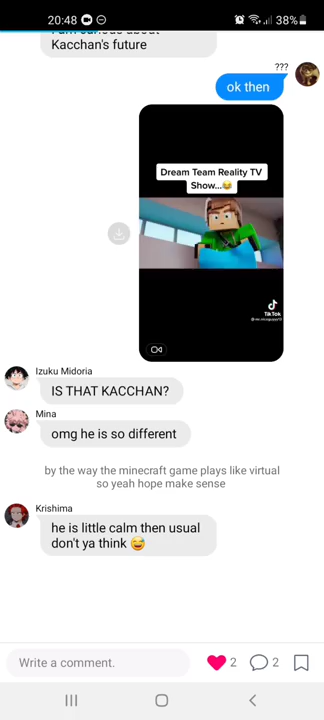 20:48
38%
Kacchan's future
???
ok then
Dream Team Reality TV
Show...😂
TikTok
Izuku Midoria
IS THAT KACCHAN?
Mina
omg he is so different
by the way the minecraft game plays like virtual
so yeah hope make sense
Krishima
he is little calm then usual
don't ya think 😅
Write a comment.
2
2